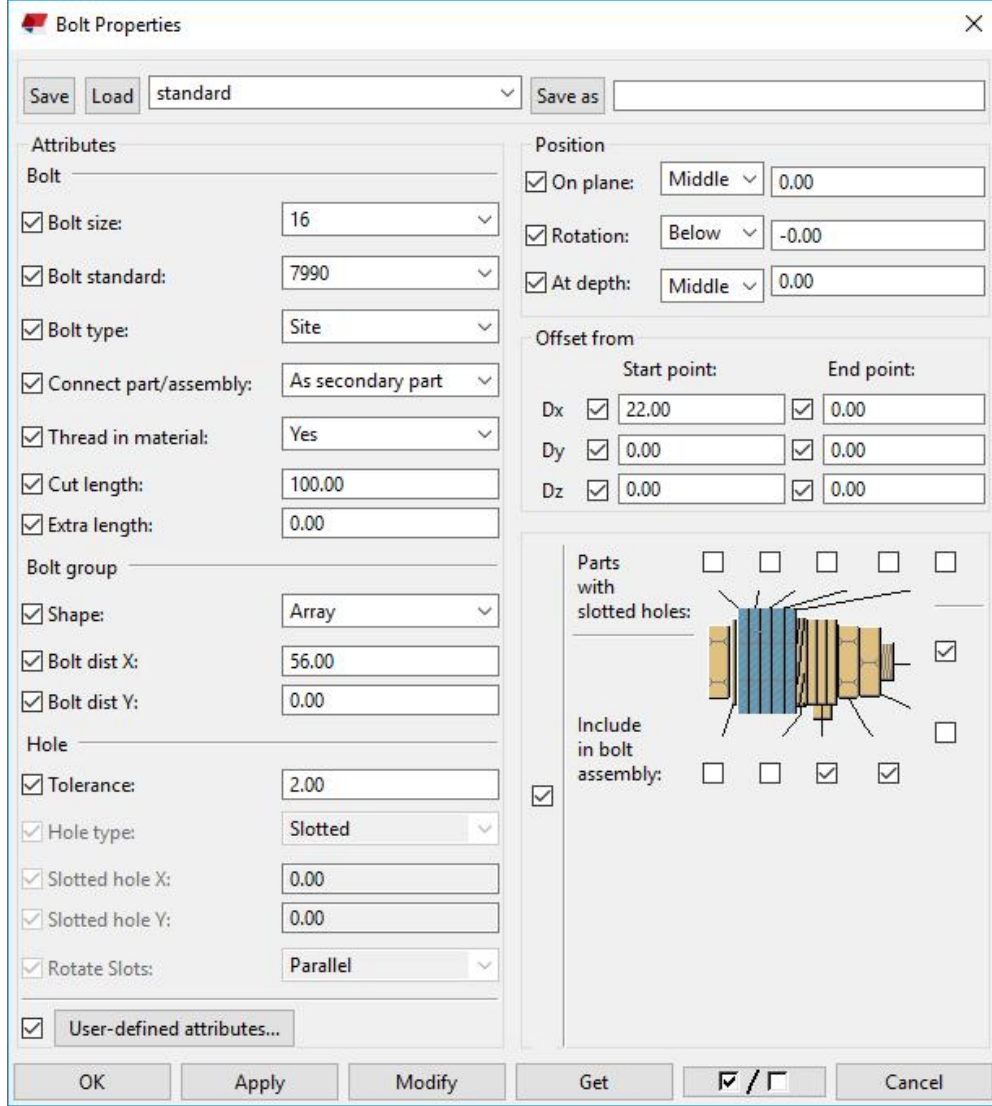 Bolt Properties
Save Load standard Save as
Attributes
Bolt
Bolt size: 16
Bolt standard: 7990
Bolt type: Site
Connect part/assembly: As secondary part
Thread in material: Yes
Cut length: 100.00
Extra length: 0.00
Bolt group
Shape: Array
Bolt dist X: 56.00
Bolt dist Y: 0.00
Hole
Tolerance: 2.00
Hole type: Slotted
Slotted hole X: 0.00
Slotted hole Y: 0.00
Rotate Slots: Parallel
User-defined attributes...
Position
On plane: Middle 0.00
Rotation: Below -0.00
At depth: Middle 0.00
Offset from
Start point: End point:
Dx 22.00 0.00
Dy 0.00 0.00
Dz 0.00 0.00
Parts
with
slotted holes:
Include
in bolt
assembly:
OK Apply Modify Get / Cancel